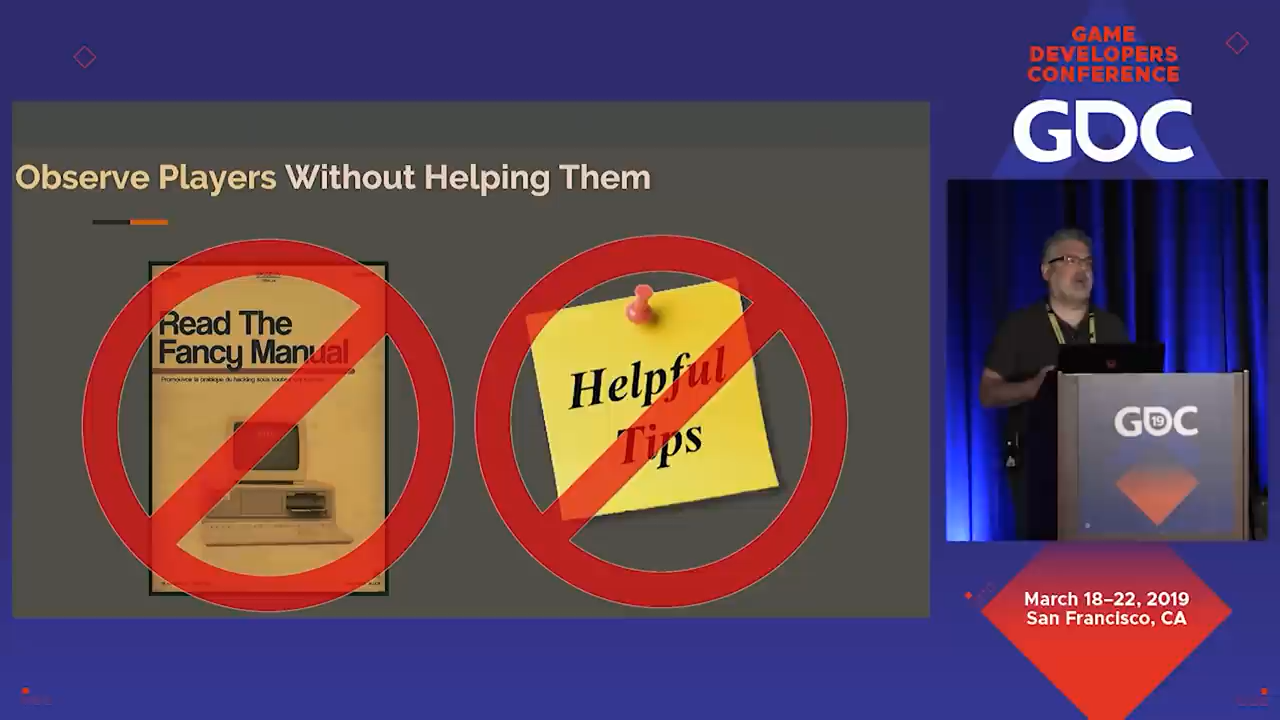 GAME
DEVELOPERS
CONFERENCE
GDC
Observe Players Without Helping Them
Read The
Fancy Manual
Helpful
Tips
GDC
19
March 18–22, 2019
San Francisco, CA